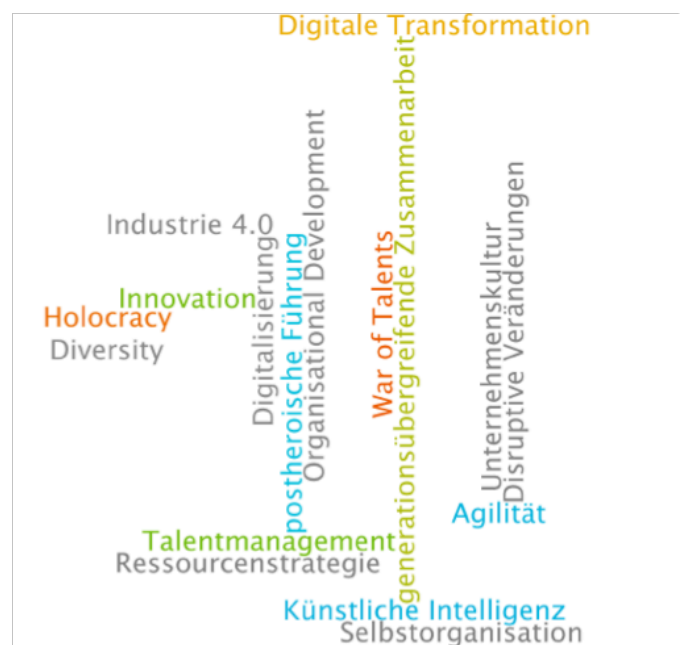 Digitale Transformation
generationsübergreifende Zusammenarbeit
Organisational Development
Disruptive Veränderungen
Industrie 4.0
Unternehmenskultur
War of Talents
postheroische Führung
Digitalisierung
Innovation
Holocracy
Diversity
Agilität
Talentmanagement
Ressourcenstrategie
Künstliche Intelligenz
Selbstorganisation